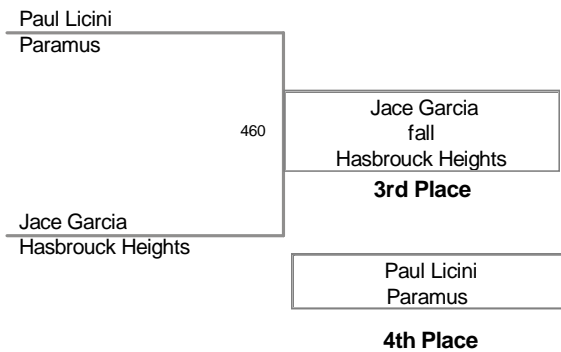 Paul Licini
Paramus
460
Jace Garcia
fall
Hasbrouck Heights
3rd Place
Jace Garcia
Hasbrouck Heights
Paul Licini
Paramus
4th Place